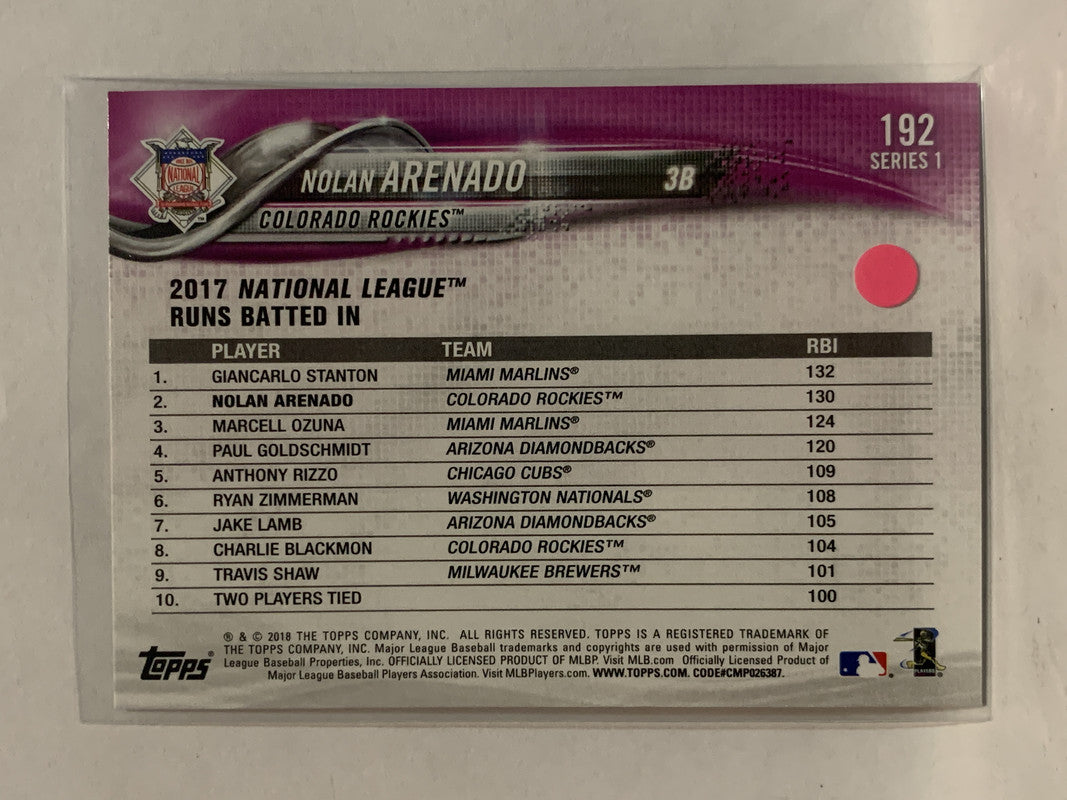 192
SERIES 1
NATIONAL LEAGUE
NOLAN ARENADO 3B
COLORADO ROCKIES™
2017 NATIONAL LEAGUE™
RUNS BATTED IN
PLAYER TEAM RBI
1. GIANCARLO STANTON MIAMI MARLINS® 132
2. NOLAN ARENADO COLORADO ROCKIES™ 130
3. MARCELL OZUNA MIAMI MARLINS® 124
4. PAUL GOLDSCHMIDT ARIZONA DIAMONDBACKS® 120
5. ANTHONY RIZZO CHICAGO CUBS® 109
6. RYAN ZIMMERMAN WASHINGTON NATIONALS® 108
7. JAKE LAMB ARIZONA DIAMONDBACKS® 105
8. CHARLIE BLACKMON COLORADO ROCKIES™ 104
9. TRAVIS SHAW MILWAUKEE BREWERS™ 101
10. TWO PLAYERS TIED 100
® & © 2018 THE TOPPS COMPANY, INC. ALL RIGHTS RESERVED. TOPPS IS A REGISTERED TRADEMARK OF
THE TOPPS COMPANY, INC. Major League Baseball trademarks and copyrights are used with permission of Major
League Baseball Properties, Inc. OFFICIALLY LICENSED PRODUCT OF MLBP. Visit MLB.com Officially Licensed Product of
Major League Baseball Players Association. Visit MLBPlayers.com. WWW.TOPPS.COM. CODE#CMP026387.
TOPPS®
PLAYERS